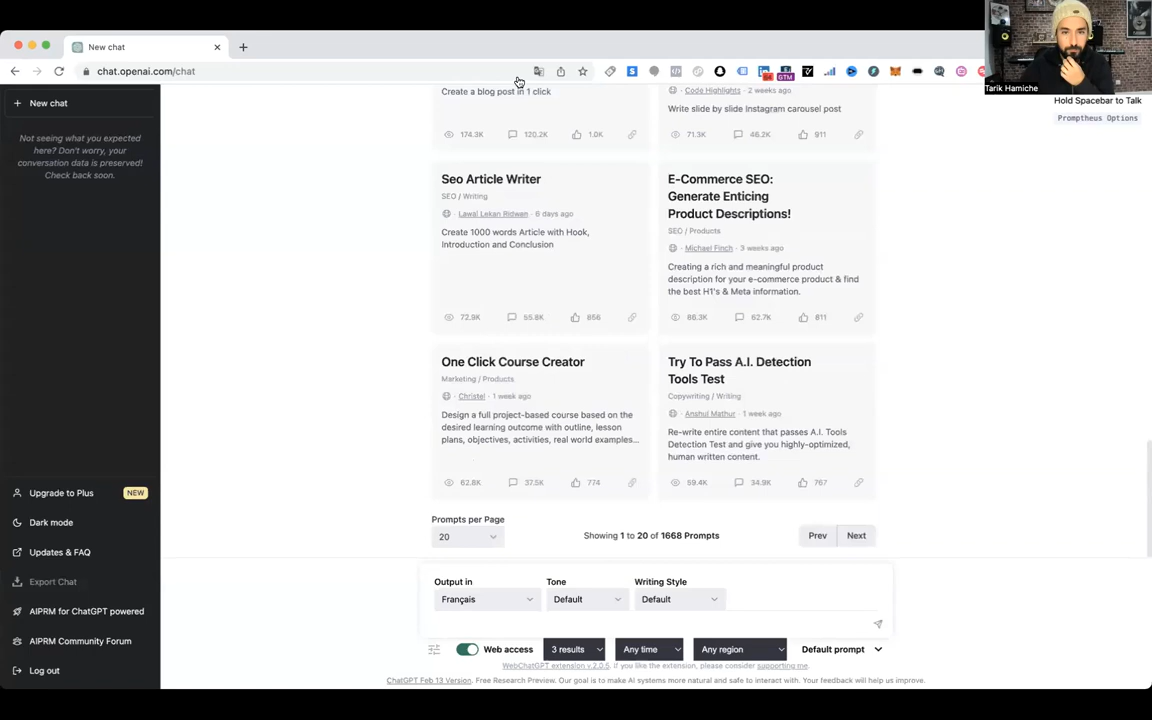 New chat
chat.openai.com/chat
Tarik Hamiche
Hold Spacebar to Talk
Promptheus Options
New chat
Not seeing what you expected
here? Don't worry, your
conversation data is preserved!
Check back soon.
Create a blog post in 1 click
174.3K
120.2K
1.0K
Code Highlights · 2 weeks ago
Write slide by slide Instagram carousel post
71.3K
46.2K
911
Seo Article Writer
SEO / Writing
· Lawal Lekan Ridwan · 6 days ago
Create 1000 words Article with Hook,
Introduction and Conclusion
72.9K
55.8K
856
E-Commerce SEO:
Generate Enticing
Product Descriptions!
SEO / Products
· Michael Finch · 3 weeks ago
Creating a rich and meaningful product
description for your e-commerce product & find
the best H1's & Meta information.
88.3K
62.7K
811
One Click Course Creator
Marketing / Products
· Christel · 1 week ago
Design a full project-based course based on the
desired learning outcome with outline, lesson
plans, objectives, activities, real world examples...
62.8K
37.5K
774
Try To Pass A.I. Detection
Tools Test
Copywriting / Writing
· Anshul Mathur · 1 week ago
Re-write entire content that passes A.I. Tools
Detection Test and give you highly-optimized,
human written content.
59.4K
34.9K
767
Prompts per Page
20
Showing 1 to 20 of 1668 Prompts
Prev
Next
Upgrade to Plus
NEW
Dark mode
Updates & FAQ
Export Chat
AIPRM for ChatGPT powered
AIPRM Community Forum
Log out
Output in
Tone
Writing Style
Français
Default
Default
Web access
3 results
Any time
Any region
Default prompt
WebChatGPT extension v.2.0.5. If you like the extension, please consider supporting me.
ChatGPT Feb 13 Version. Free Research Preview. Our goal is to make AI systems more natural and safe to interact with. Your feedback will help us improve.